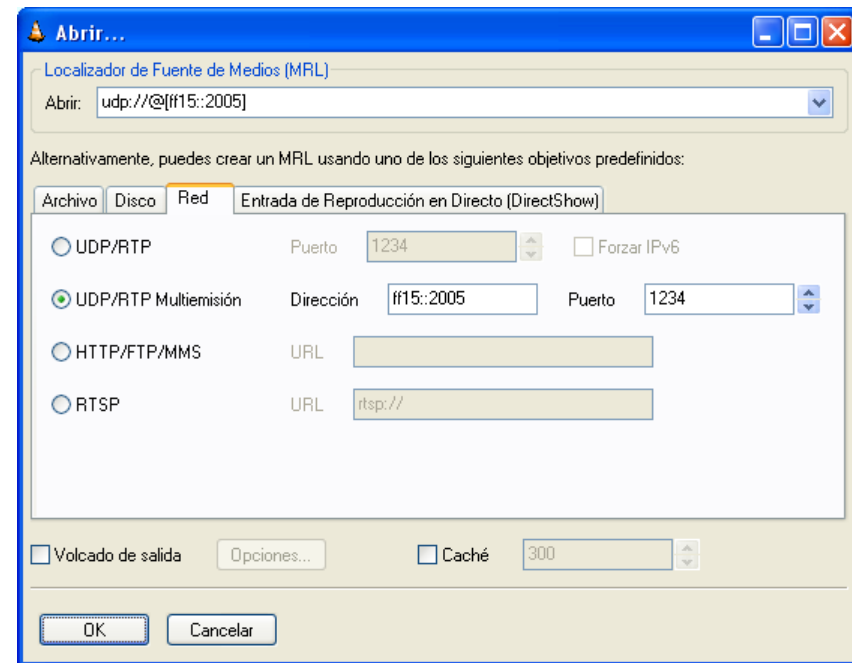 Abrir...
Localizador de Fuente de Medios (MRL)
Abrir: udp://@[ff15::2005]
Alternativamente, puedes crear un MRL usando uno de los siguientes objetivos predefinidos:
Archivo Disco Red Entrada de Reproducción en Directo (DirectShow)
UDP/RTP Puerto 1234 Forzar IPv6
UDP/RTP Multiemisión Dirección ff15::2005 Puerto 1234
HTTP/FTP/MMS URL
RTSP URL rtsp://
Volcado de salida Opciones... Caché 300
OK Cancelar